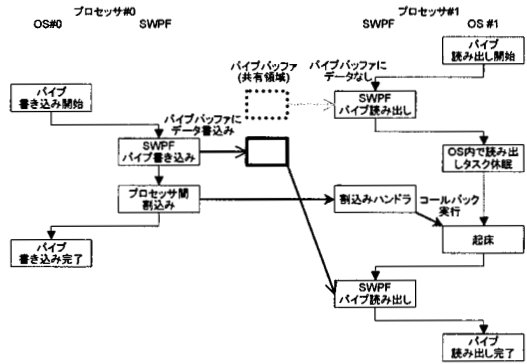 プロセッサ#0
プロセッサ#1
OS#0
SWPF
SWPF
OS #1
パイプ
読み出し開始
パイプバッファ
(共有領域)
パイプバッファに
データなし
パイプ
書き込み開始
SWPF
パイプ読み出し
パイプバッファに
データ書込み
SWPF
パイプ書き込み
OS内で読み出
しタスク休眠
プロセッサ間
割込み
割込みハンドラ
コールバック
実行
起床
パイプ
書き込み完了
SWPF
パイプ読み出し
パイプ
読み出し完了